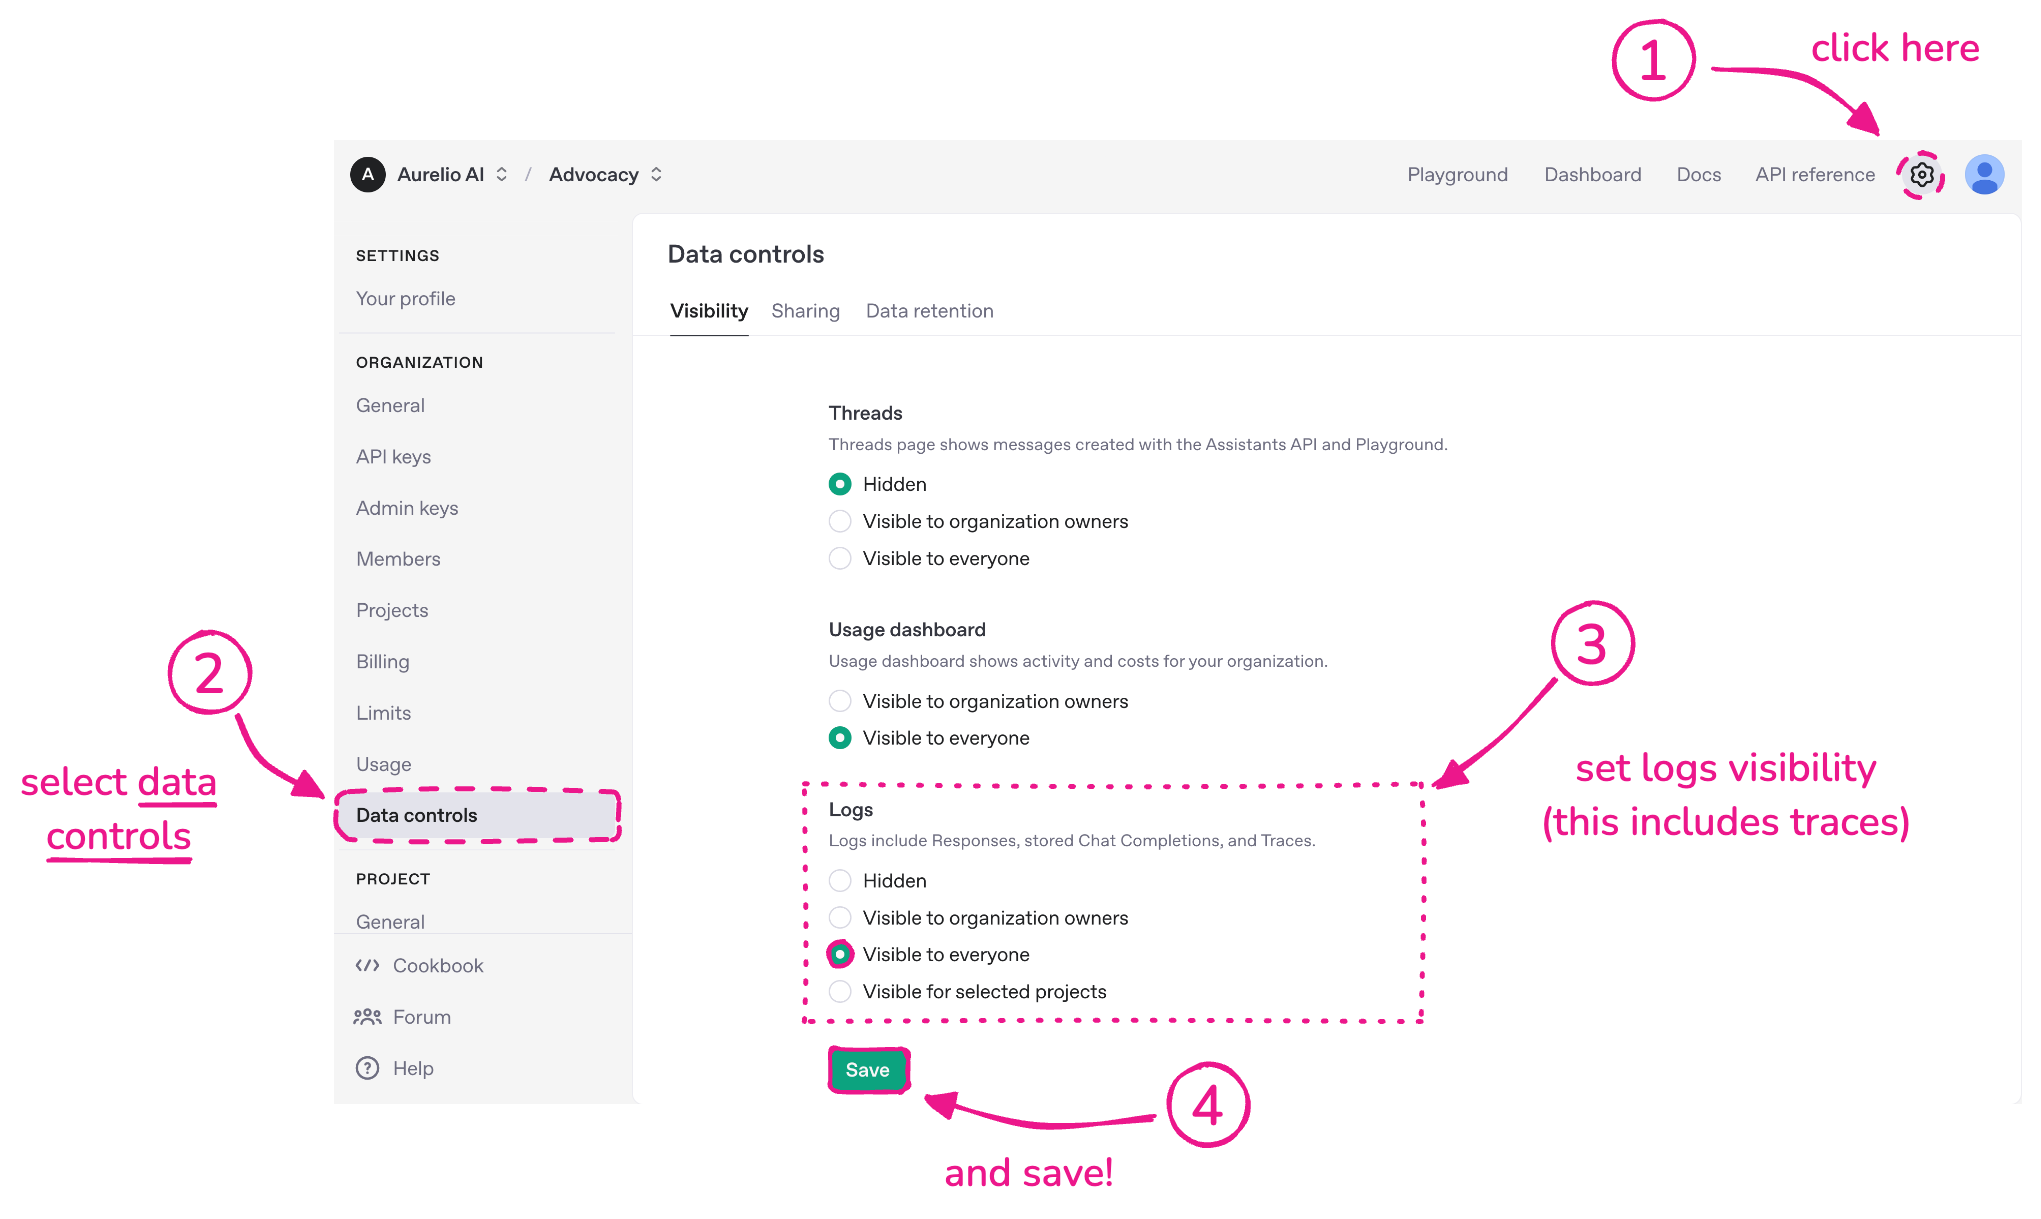 1
click here
A Aurelio AI / Advocacy
Playground Dashboard Docs API reference
SETTINGS
Your profile
ORGANIZATION
General
API keys
Admin keys
Members
Projects
Billing
Limits
Usage
Data controls
PROJECT
General
Cookbook
Forum
? Help
2
select data
controls
Data controls
Visibility Sharing Data retention
Threads
Threads page shows messages created with the Assistants API and Playground.
Hidden
Visible to organization owners
Visible to everyone
Usage dashboard
Usage dashboard shows activity and costs for your organization.
Visible to organization owners
Visible to everyone
Logs
Logs include Responses, stored Chat Completions, and Traces.
Hidden
Visible to organization owners
Visible to everyone
Visible for selected projects
Save
3
set logs visibility
(this includes traces)
4
and save!